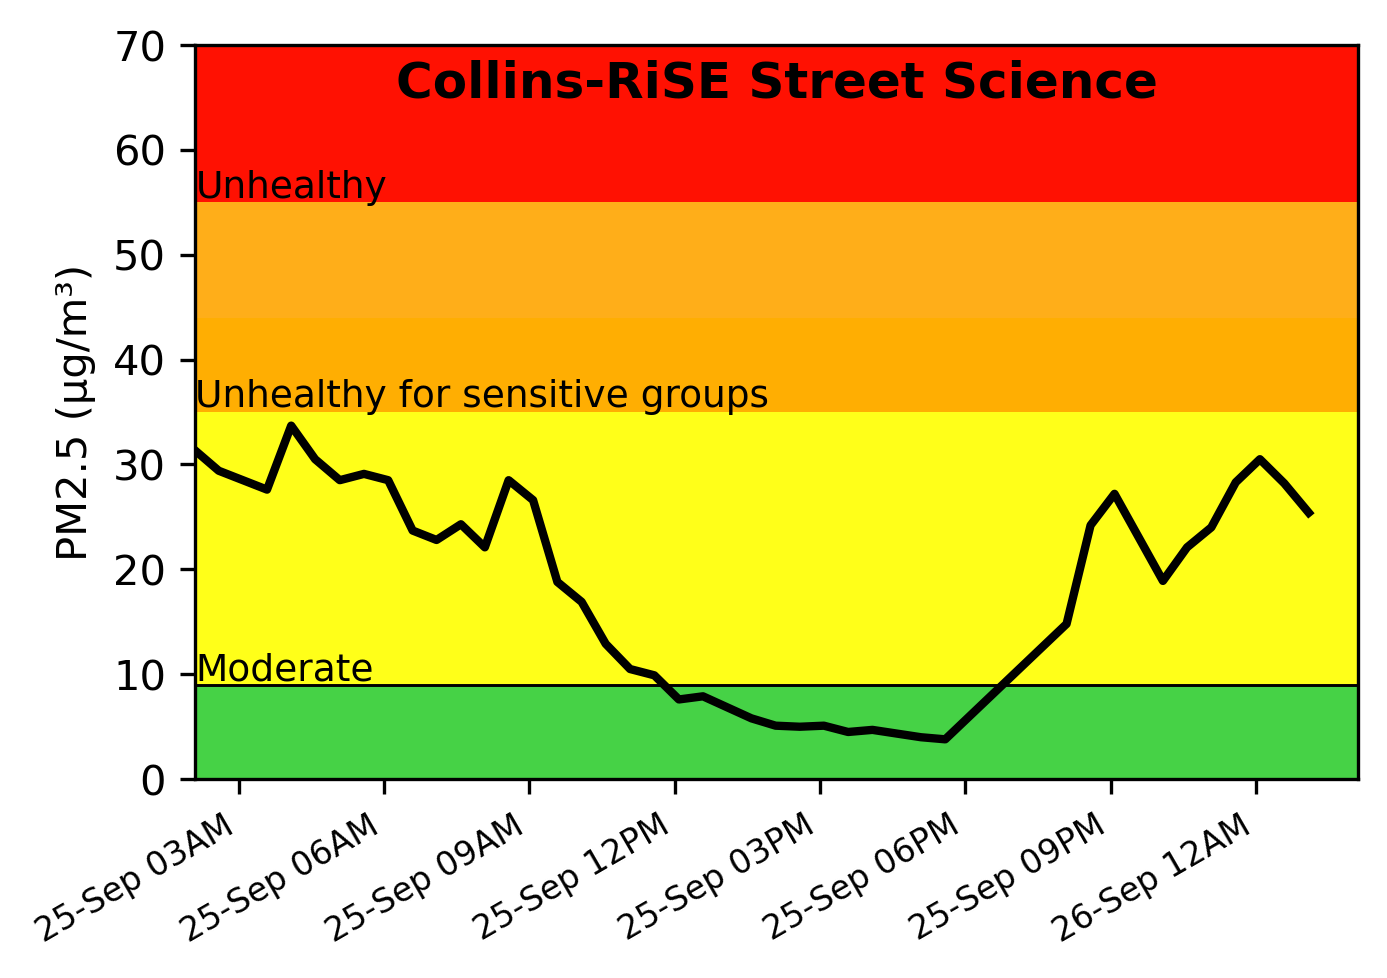 Collins-RiSE Street Science
70
60
50
40
30
20
10
0
PM2.5 (µg/m³)
Unhealthy
Unhealthy for sensitive groups
Moderate
25-Sep 03AM
25-Sep 06AM
25-Sep 09AM
25-Sep 12PM
25-Sep 03PM
25-Sep 06PM
25-Sep 09PM
26-Sep 12AM